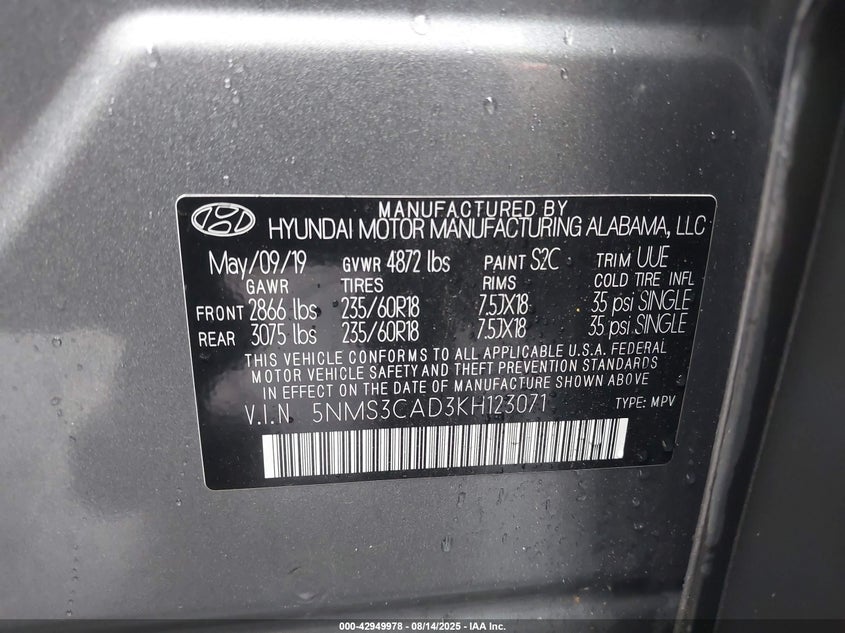 MANUFACTURED BY
HYUNDAI MOTOR MANUFACTURING ALABAMA, LLC
May/09/19 GVWR 4872 lbs PAINT S2C TRIM UUE
GAWR TIRES RIMS COLD TIRE INFL
FRONT 2866 lbs 235/60R18 7.5JX18 35 psi SINGLE
REAR 3075 lbs 235/60R18 7.5JX18 35 psi SINGLE
THIS VEHICLE CONFORMS TO ALL APPLICABLE U.S.A. FEDERAL
MOTOR VEHICLE SAFETY AND THEFT PREVENTION STANDARDS
IN EFFECT ON THE DATE OF MANUFACTURE SHOWN ABOVE
V.I.N 5NMS3CAD3KH123071 TYPE: MPV
000-42949978 - 08/14/2025 - IAA Inc.